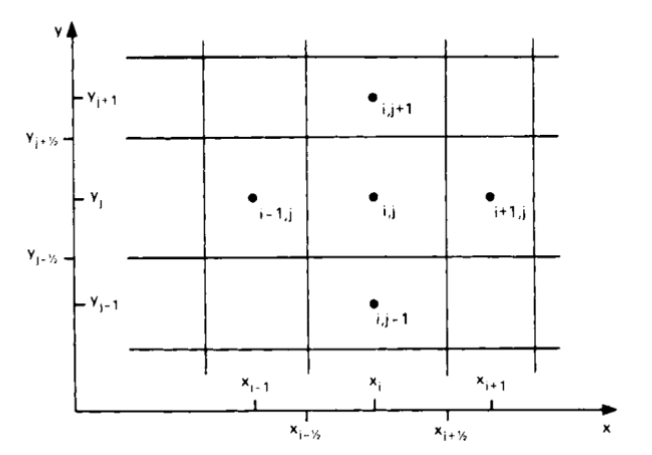 y
y_{j+1}
i,j+1
y_{j+½}
y_j
i−1,j
i,j
i+1,j
y_{j−½}
y_{j−1}
i,j−1
x_{i−1}
x_i
x_{i+1}
x_{i−½}
x_{i+½}
x